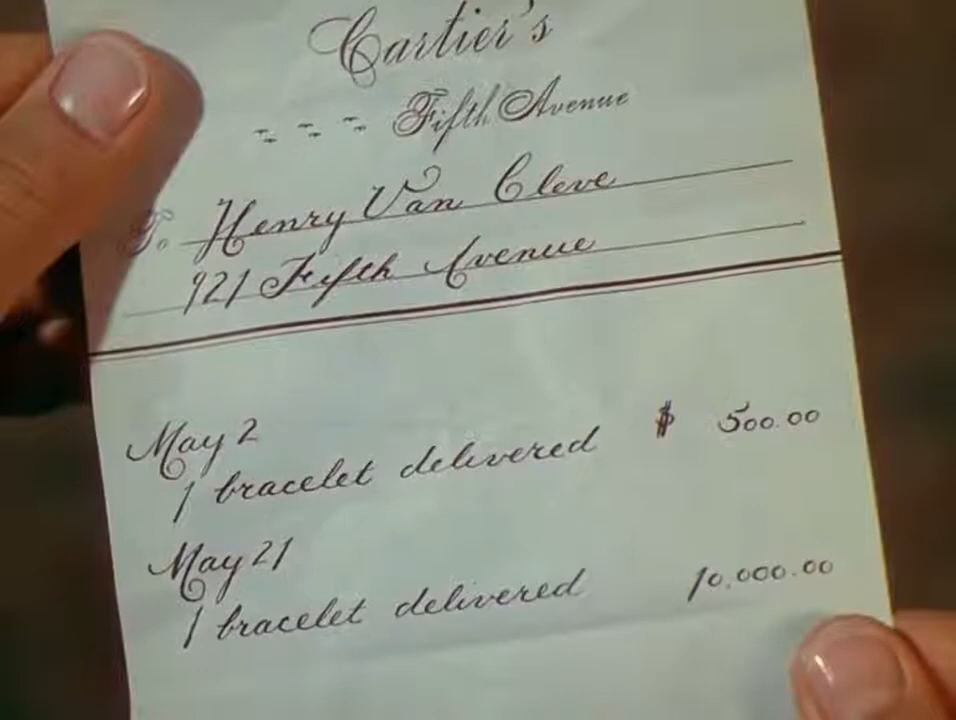 Cartier's
Fifth Avenue
To. Henry Van Cleve
921 Fifth Avenue
May 2
1 bracelet delivered $ 500.00
May 21
1 bracelet delivered 10,000.00